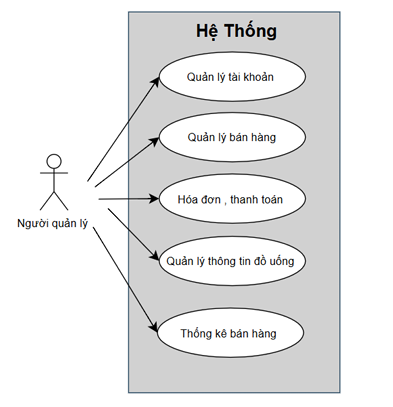 Hệ Thống
Quản lý tài khoản
Quản lý bán hàng
Hóa đơn , thanh toán
Người quản lý
Quản lý thông tin đồ uống
Thống kê bán hàng